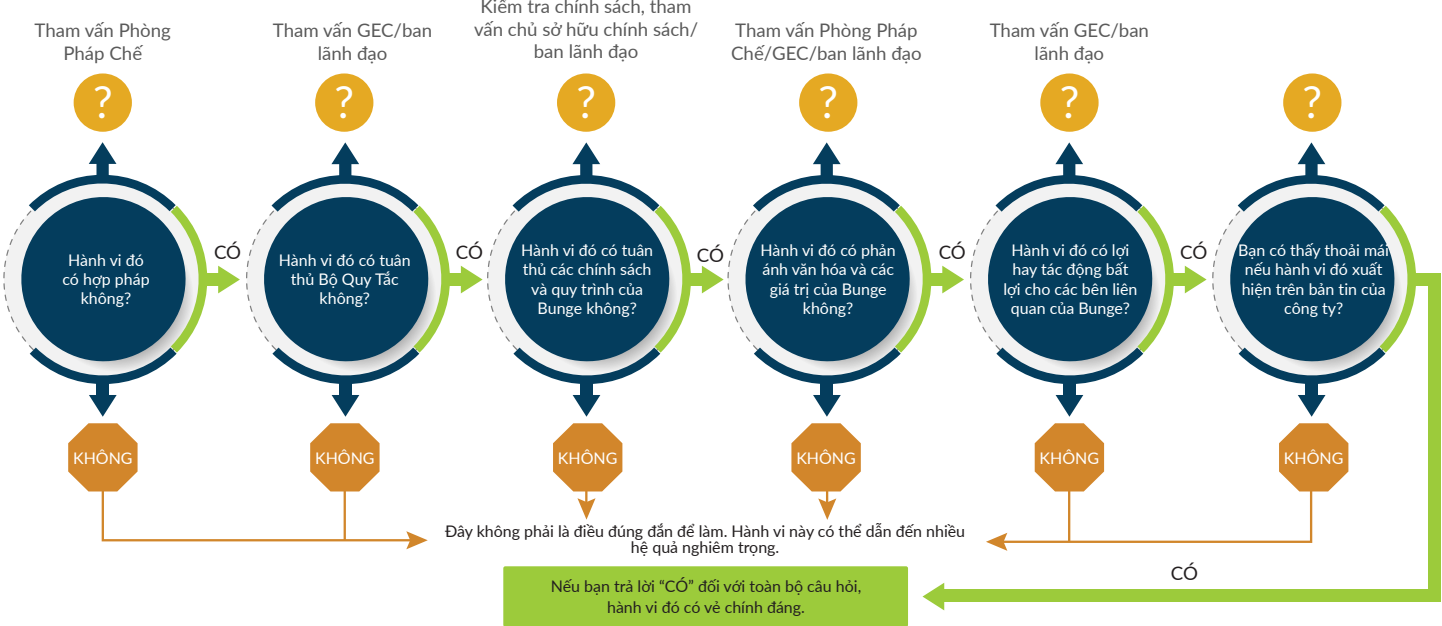 Tham vấn Phòng
Pháp Chế
Tham vấn GEC/ban
lãnh đạo
Kiểm tra chính sách, tham
vấn chủ sở hữu chính sách/
ban lãnh đạo
Tham vấn Phòng Pháp
Chế/GEC/ban lãnh đạo
Tham vấn GEC/ban
lãnh đạo
?
?
?
?
?
?
Hành vi đó
có hợp pháp
không?
CÓ
Hành vi đó có tuân
thủ Bộ Quy Tắc
không?
CÓ
Hành vi đó có tuân
thủ các chính sách
và quy trình của
Bunge không?
CÓ
Hành vi đó có phản
ánh văn hóa và các
giá trị của Bunge
không?
CÓ
Hành vi đó có lợi
hay tác động bất
lợi cho các bên liên
quan của Bunge?
CÓ
Bạn có thấy thoải mái
nếu hành vi đó xuất
hiện trên bản tin của
công ty?
KHÔNG
KHÔNG
KHÔNG
KHÔNG
KHÔNG
KHÔNG
Đây không phải là điều đúng đắn để làm. Hành vi này có thể dẫn đến nhiều
hệ quả nghiêm trọng.
CÓ
Nếu bạn trả lời “CÓ” đối với toàn bộ câu hỏi,
hành vi đó có vẻ chính đáng.